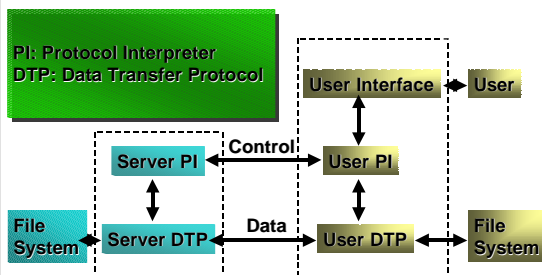 PI: Protocol Interpreter
DTP: Data Transfer Protocol
User Interface
User
Control
Server PI
User PI
File
System
Server DTP
Data
User DTP
File
System